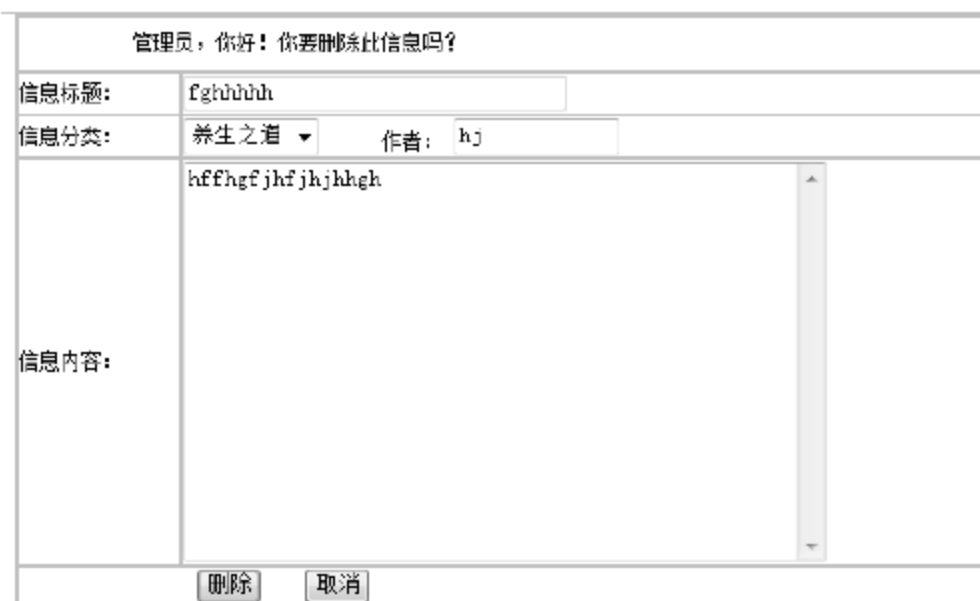 管理员，你好！你要删除此信息吗？
信息标题： fghhhhh
信息分类： 养生之道 作者： hj
hffhgfjhfjhjhhgh
信息内容：
删除 取消